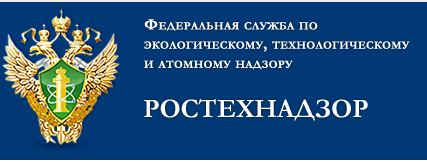 Федеральная служба по
экологическому, технологическому
и атомному надзору
РОСТЕХНАДЗОР